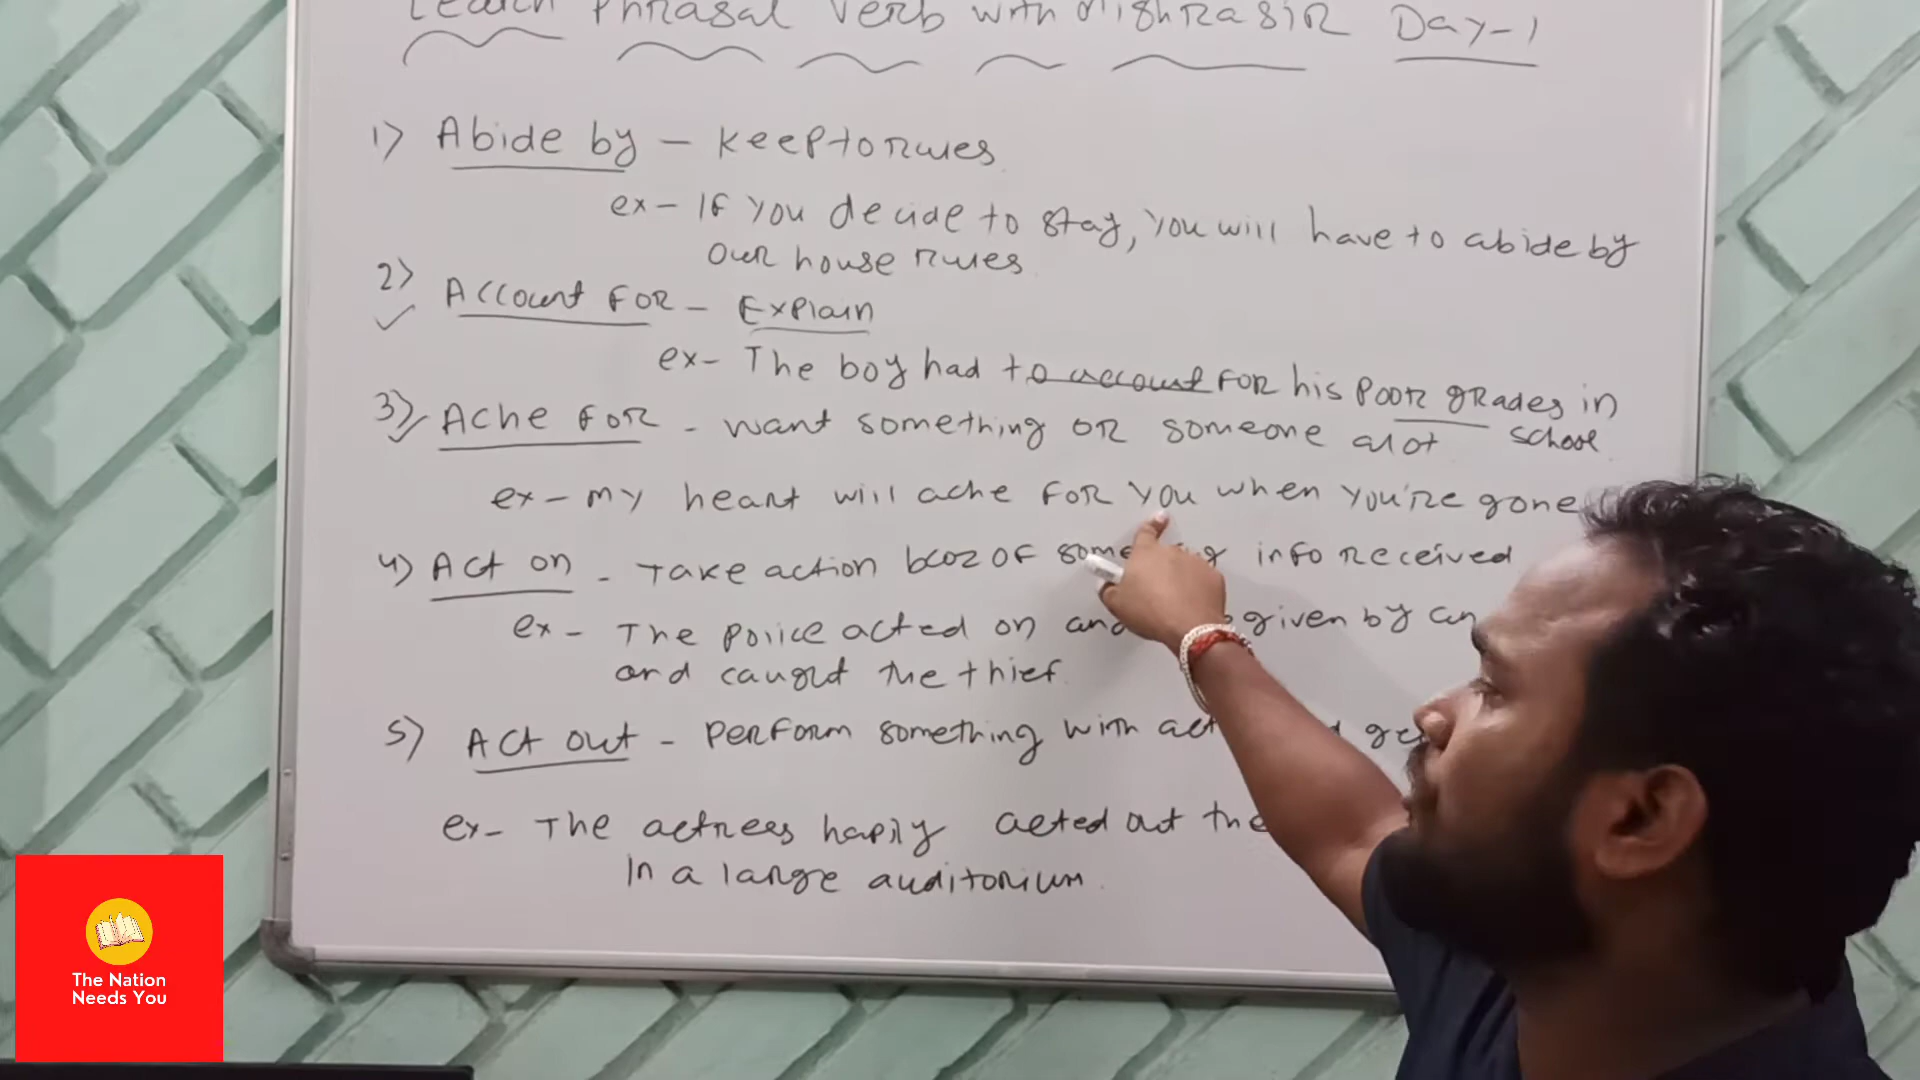 Learn Phrasal Verb with Mishra sir Day-1
1) Abide by - keep to rules
ex- If you decide to stay, you will have to abide by
our house rules
2) Account for - Explain
ex- The boy had to account for his poor grades in
school
3) Ache for - want something or someone alot
ex- my heart will ache for you when you're gone
4) Act on - Take action bcoz of something info received
ex- The police acted on given by an
and caught the thief
5) Act out - perform something with
ex- The actress hapily acted out the
In a large auditorium.
The Nation
Needs You